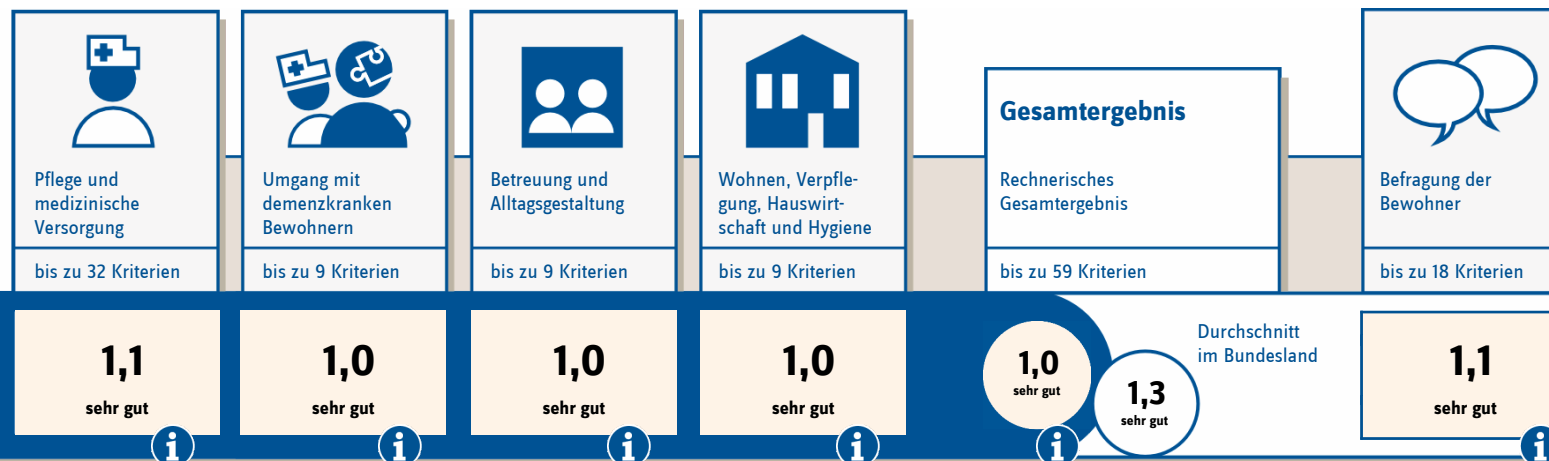 Pflege und
medizinische
Versorgung
bis zu 32 Kriterien
1,1
sehr gut
i
Umgang mit
demenzkranken
Bewohnern
bis zu 9 Kriterien
1,0
sehr gut
i
Betreuung und
Alltagsgestaltung
bis zu 9 Kriterien
1,0
sehr gut
i
Wohnen, Verpfle-
gung, Hauswirt-
schaft und Hygiene
bis zu 9 Kriterien
1,0
sehr gut
i
Gesamtergebnis
Rechnerisches
Gesamtergebnis
bis zu 59 Kriterien
1,0
sehr gut
i
1,3
sehr gut
Durchschnitt
im Bundesland
Befragung der
Bewohner
bis zu 18 Kriterien
1,1
sehr gut
i